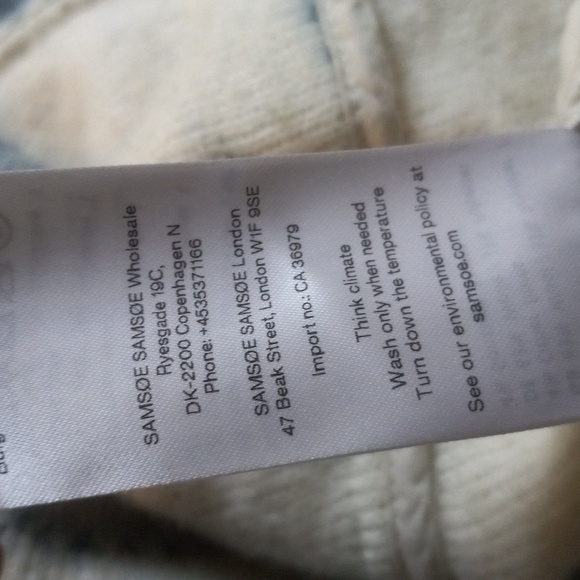 SAMSØE SAMSØE Wholesale
Ryesgade 19C,
DK-2200 Copenhagen N
Phone: +4535371166
SAMSØE SAMSØE London
47 Beak Street, London W1F 9SE
Import no.: CA 36979
Think climate
Wash only when needed
Turn down the temperature
See our environmental policy at
samsoe.com